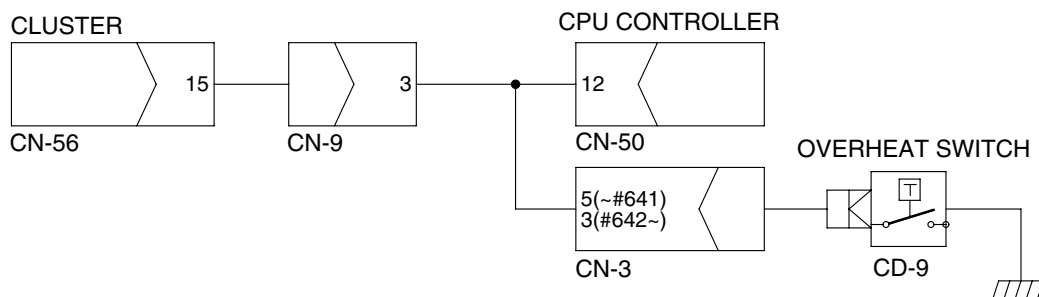 CLUSTER
CPU CONTROLLER
15
3
12
CN-56
CN-9
CN-50
OVERHEAT SWITCH
5(~#641)
3(#642~)
T
CN-3
CD-9